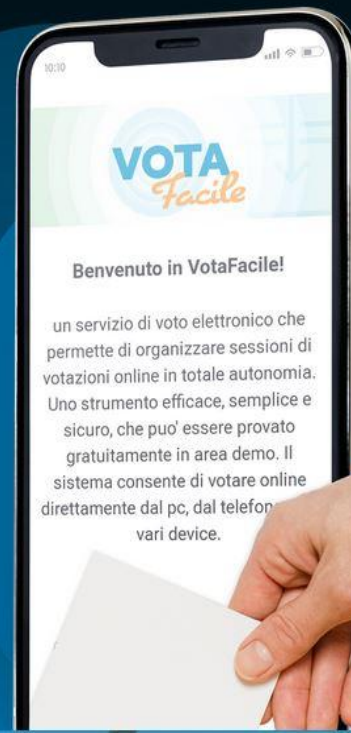 10:10
VOTA
Facile
Benvenuto in VotaFacile!
un servizio di voto elettronico che
permette di organizzare sessioni di
votazioni online in totale autonomia.
Uno strumento efficace, semplice e
sicuro, che puo' essere provato
gratuitamente in area demo. Il
sistema consente di votare online
direttamente dal pc, dal
vari device.